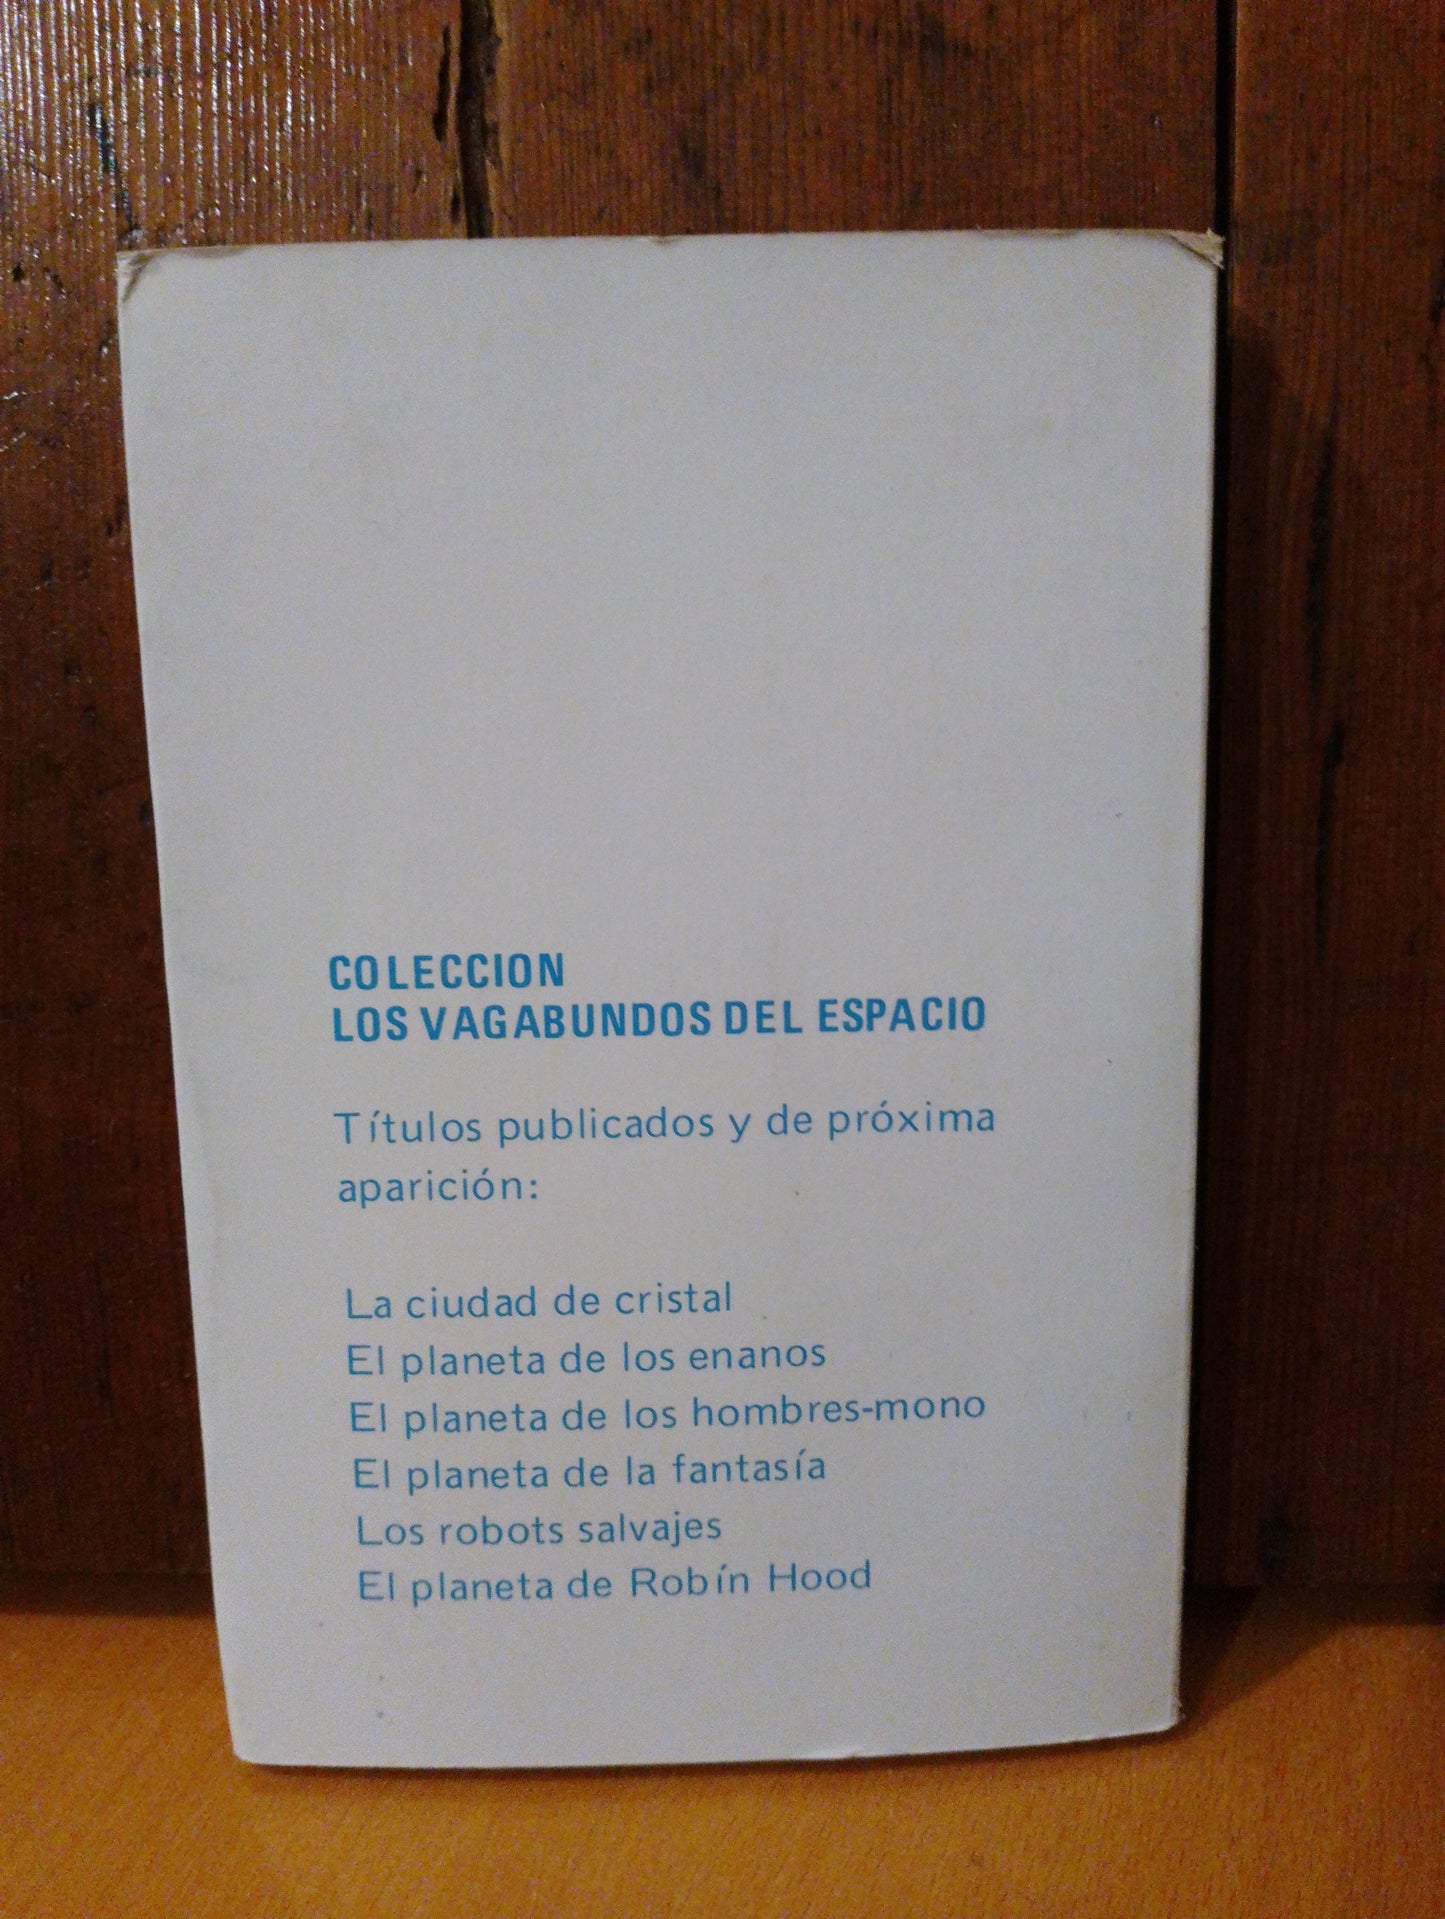 COLECCION
LOS VAGABUNDOS DEL ESPACIO
Títulos publicados y de próxima
aparición:
La ciudad de cristal
El planeta de los enanos
El planeta de los hombres-mono
El planeta de la fantasía
Los robots salvajes
El planeta de Robín Hood